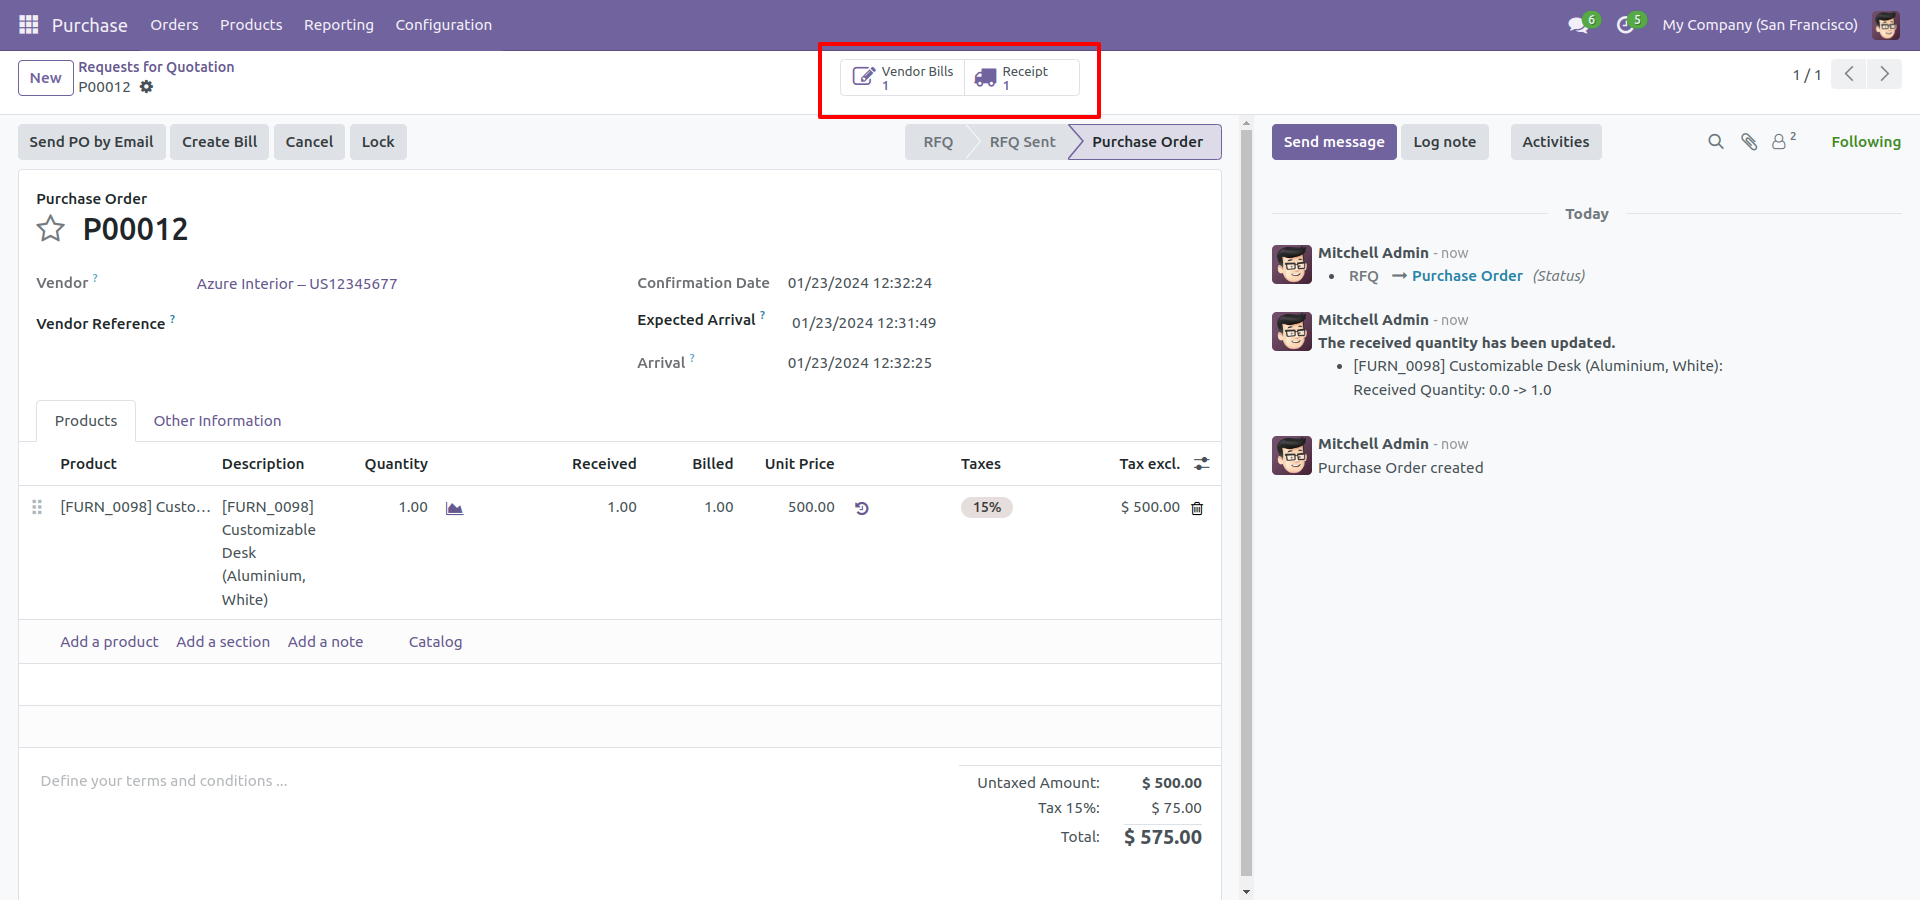 Purchase Orders Products Reporting Configuration 6 5 My Company (San Francisco)
New Requests for Quotation
P00012
Vendor Bills
1
Receipt
1
1 / 1
Send PO by Email Create Bill Cancel Lock RFQ RFQ Sent Purchase Order
Purchase Order
P00012
Vendor ? Azure Interior – US12345677
Vendor Reference ?
Confirmation Date 01/23/2024 12:32:24
Expected Arrival ? 01/23/2024 12:31:49
Arrival ? 01/23/2024 12:32:25
Products Other Information
Product Description Quantity Received Billed Unit Price Taxes Tax excl.
[FURN_0098] Custo... [FURN_0098] 1.00 1.00 1.00 500.00 15% $ 500.00
Customizable
Desk
(Aluminium,
White)
Add a product Add a section Add a note Catalog
Define your terms and conditions ...
Untaxed Amount: $ 500.00
Tax 15%: $ 75.00
Total: $ 575.00
Send message Log note Activities 2 Following
Today
Mitchell Admin - now
• RFQ → Purchase Order (Status)
Mitchell Admin - now
The received quantity has been updated.
• [FURN_0098] Customizable Desk (Aluminium, White):
Received Quantity: 0.0 -> 1.0
Mitchell Admin - now
Purchase Order created